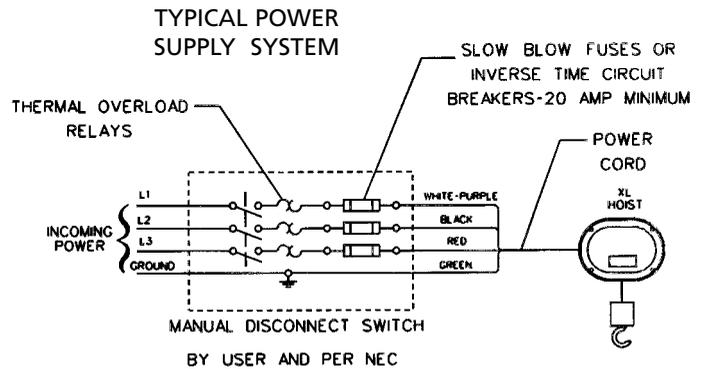 TYPICAL POWER
SUPPLY SYSTEM
SLOW BLOW FUSES OR
INVERSE TIME CIRCUIT
BREAKERS-20 AMP MINIMUM
THERMAL OVERLOAD
RELAYS
POWER
CORD
XL
HOIST
L1
WHITE-PURPLE
L2
BLACK
INCOMING
POWER
L3
RED
GROUND
GREEN
MANUAL DISCONNECT SWITCH
BY USER AND PER NEC